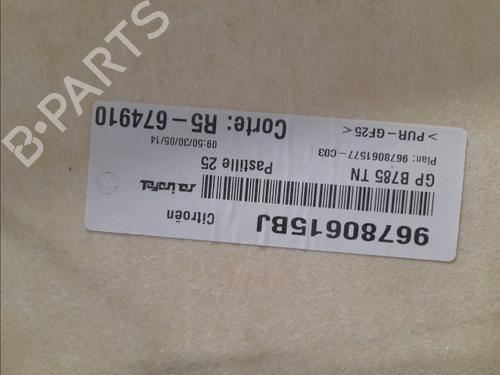 96780615BJ
Citroën
GP B785 TN
Pastille 25
Plan: 9678061577-C03
09:50/30/05/14
> PUR-GF25 <
Corte: R5-674910
B-PARTS